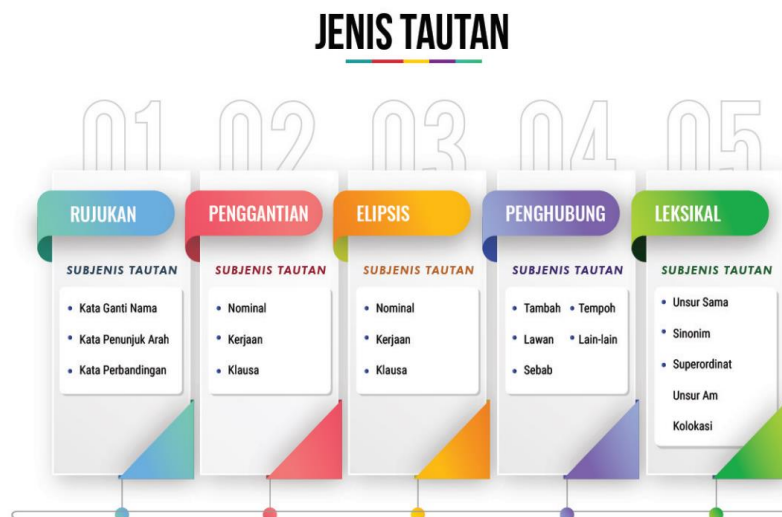 JENIS TAUTAN
01
RUJUKAN
SUBJENIS TAUTAN
Kata Ganti Nama
Kata Penunjuk Arah
Kata Perbandingan
02
PENGGANTIAN
SUBJENIS TAUTAN
Nominal
Kerjaan
Klausa
03
ELIPSIS
SUBJENIS TAUTAN
Nominal
Kerjaan
Klausa
04
PENGHUBUNG
SUBJENIS TAUTAN
Tambah
Lawan
Sebab
Tempoh
Lain-lain
05
LEKSIKAL
SUBJENIS TAUTAN
Unsur Sama
Sinonim
Superordinat
Unsur Am
Kolokasi